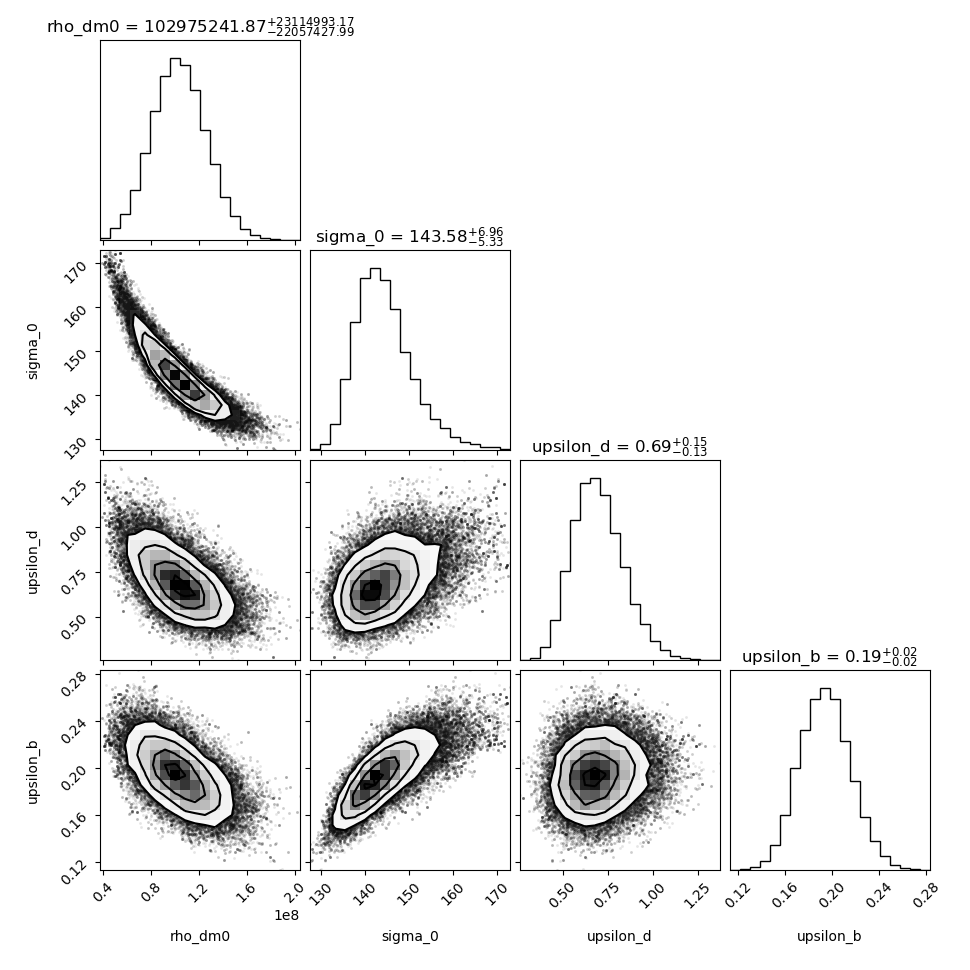 rho_dm0 = 102975241.87+23114993.17 −22057427.99
sigma_0 = 143.58+6.96 −5.33
170
160
150
140
130
sigma_0
upsilon_d = 0.69+0.15 −0.13
1.25
1.00
0.75
0.50
upsilon_d
upsilon_b = 0.19+0.02 −0.02
0.28
0.24
0.20
0.16
0.12
upsilon_b
0.4 0.8 1.2 1.6 2.0
1e8
rho_dm0
130 140 150 160 170
sigma_0
0.50 0.75 1.00 1.25
upsilon_d
0.12 0.16 0.20 0.24 0.28
upsilon_b